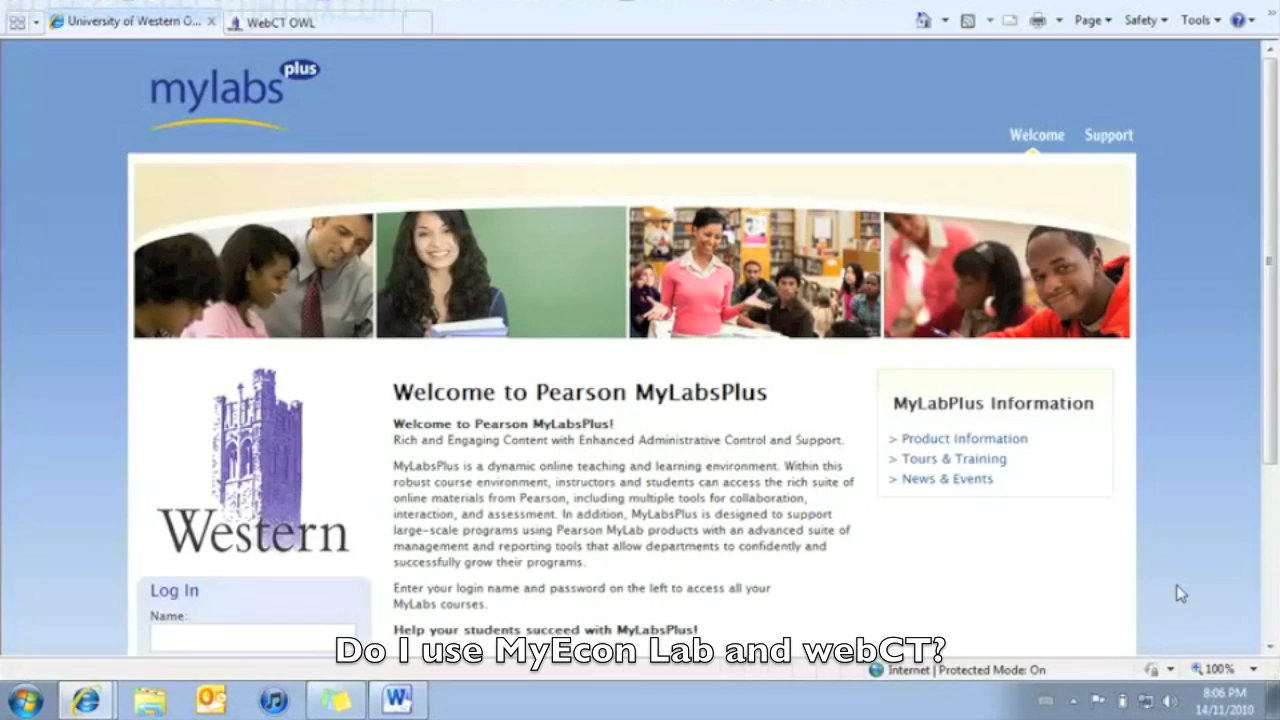 University of Western O...
WebCT OWL
Page
Safety
Tools
mylabs plus
Welcome
Support
Western
Welcome to Pearson MyLabsPlus
Welcome to Pearson MyLabsPlus!
Rich and Engaging Content with Enhanced Administrative Control and Support.
MyLabsPlus is a dynamic online teaching and learning environment. Within this
robust course environment, instructors and students can access the rich suite of
online materials from Pearson, including multiple tools for collaboration,
interaction, and assessment. In addition, MyLabsPlus is designed to support
large-scale programs using Pearson MyLab products with an advanced suite of
management and reporting tools that allow departments to confidently and
successfully grow their programs.
Enter your login name and password on the left to access all your
MyLabs courses.
Help your students succeed with MyLabsPlus!
MyLabPlus Information
> Product Information
> Tours & Training
> News & Events
Log In
Name:
Do I use MyEcon Lab and webCT?
Internet | Protected Mode: On
100%
8:06 PM
14/11/2010